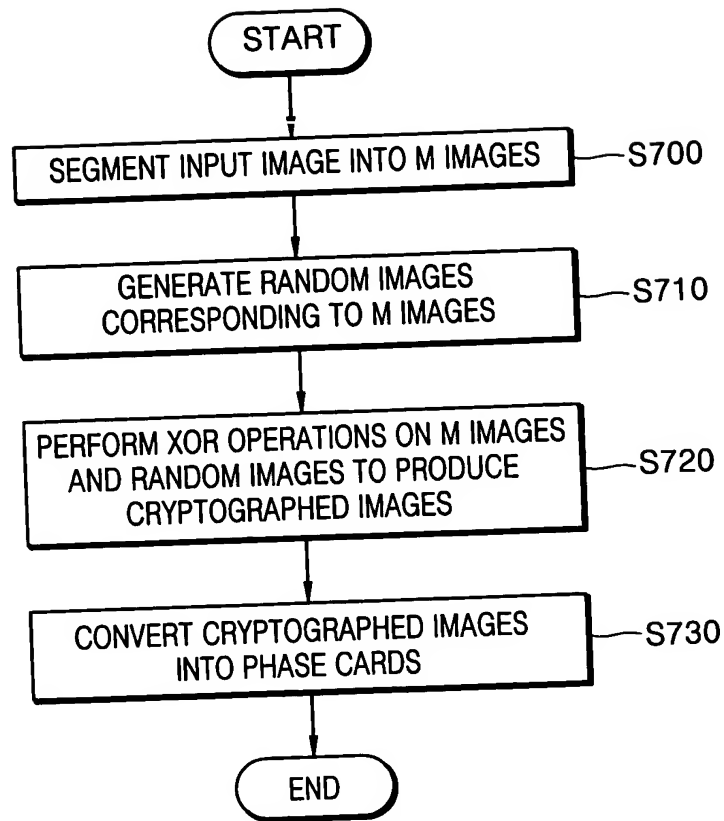 START
SEGMENT INPUT IMAGE INTO M IMAGES
S700
GENERATE RANDOM IMAGES
CORRESPONDING TO M IMAGES
S710
PERFORM XOR OPERATIONS ON M IMAGES
AND RANDOM IMAGES TO PRODUCE
CRYPTOGRAPHED IMAGES
S720
CONVERT CRYPTOGRAPHED IMAGES
INTO PHASE CARDS
S730
END